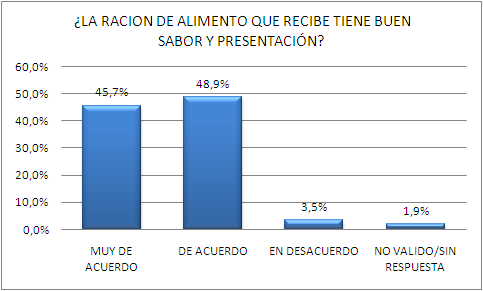 ¿LA RACION DE ALIMENTO QUE RECIBE TIENE BUEN
SABOR Y PRESENTACIÓN?
60,0%
50,0%
40,0%
30,0%
20,0%
10,0%
0,0%
45,7%
48,9%
3,5%
1,9%
MUY DE
ACUERDO
DE ACUERDO
EN DESACUERDO
NO VALIDO/SIN
RESPUESTA